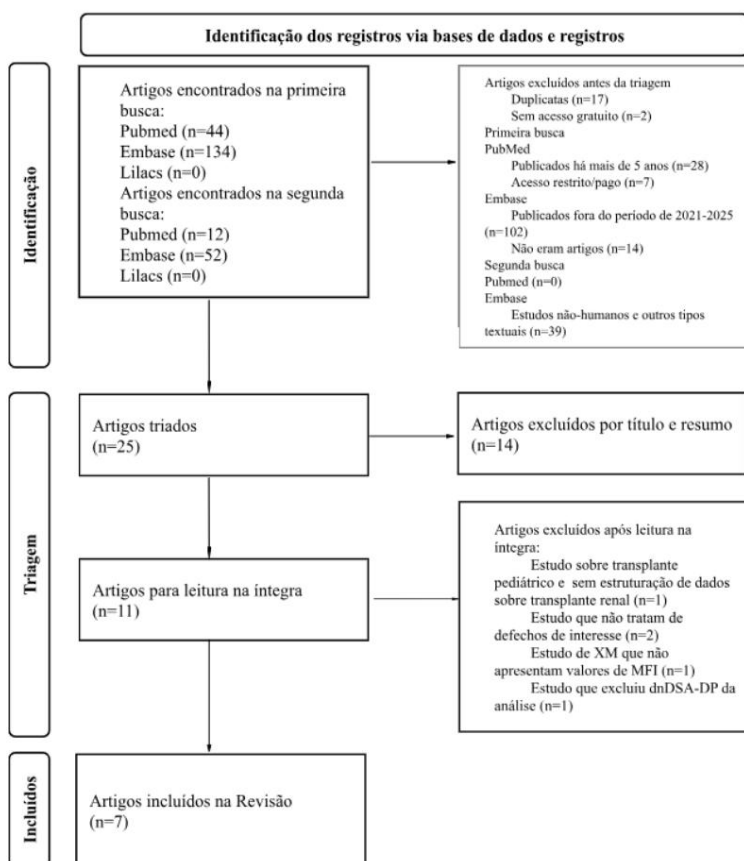 Identificação dos registros via bases de dados e registros
Identificação
Artigos encontrados na primeira
busca:
Pubmed (n=44)
Embase (n=134)
Lilacs (n=0)
Artigos encontrados na segunda
busca:
Pubmed (n=12)
Embase (n=52)
Lilacs (n=0)
Artigos excluídos antes da triagem
Duplicatas (n=17)
Sem acesso gratuito (n=2)
Primeira busca
PubMed
Publicados há mais de 5 anos (n=28)
Acesso restrito/pago (n=7)
Embase
Publicados fora do período de 2021-2025
(n=102)
Não eram artigos (n=14)
Segunda busca
Pubmed (n=0)
Embase
Estudos não-humanos e outros tipos
textuais (n=39)
Triagem
Artigos triados
(n=25)
Artigos excluídos por título e resumo
(n=14)
Artigos para leitura na íntegra
(n=11)
Artigos excluídos após leitura na
íntegra:
Estudo sobre transplante
pediátrico e sem estruturação de dados
sobre transplante renal (n=1)
Estudo que não tratam de
defechos de interesse (n=2)
Estudo de XM que não
apresentam valores de MFI (n=1)
Estudo que excluiu dnDSA-DP da
análise (n=1)
Incluídos
Artigos incluídos na Revisão
(n=7)